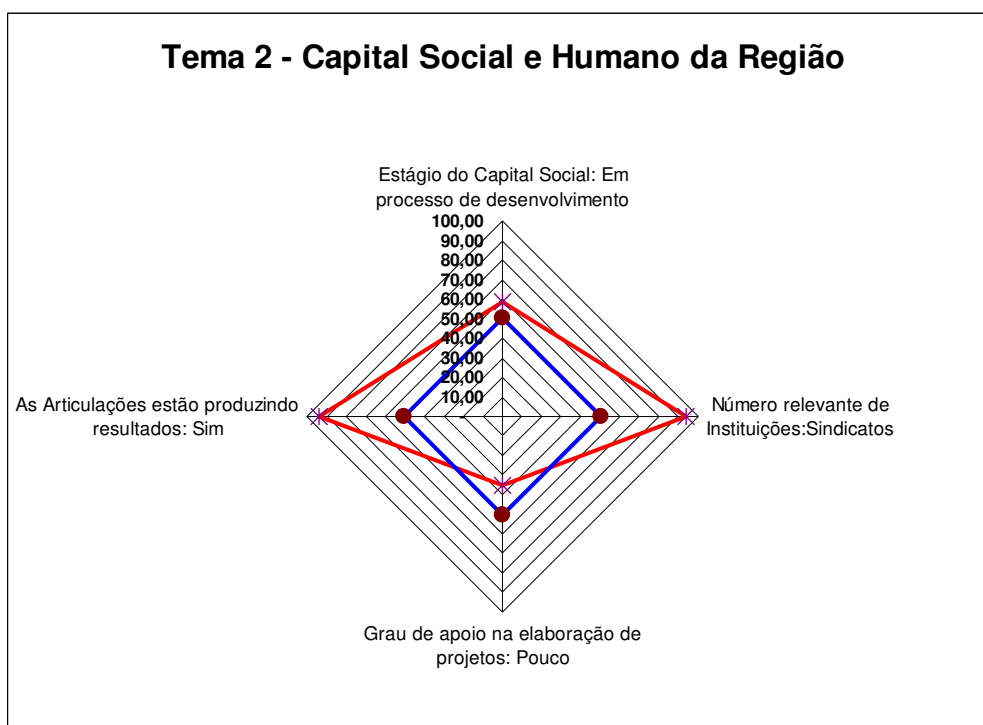 Tema 2 - Capital Social e Humano da Região
Estágio do Capital Social: Em
processo de desenvolvimento
100,00
90,00
80,00
70,00
60,00
50,00
40,00
30,00
20,00
10,00
-
As Articulações estão produzindo
resultados: Sim
Número relevante de
Instituições:Sindicatos
Grau de apoio na elaboração de
projetos: Pouco